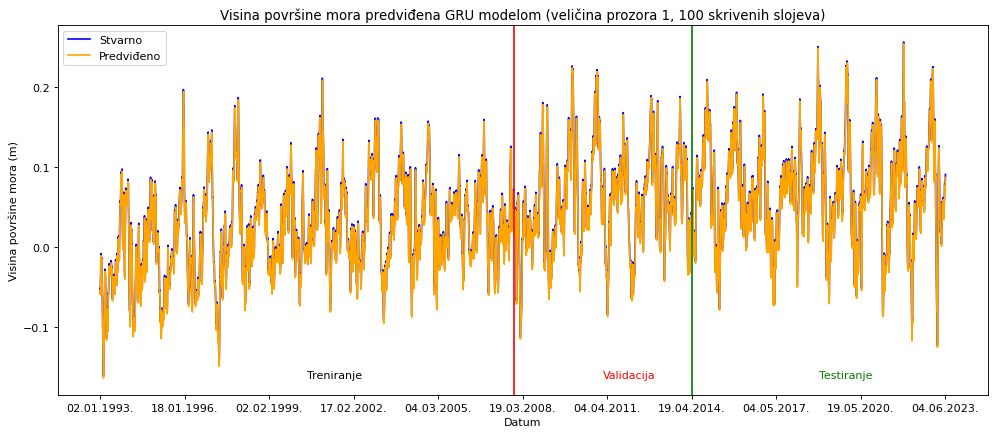 Visina površine mora predviđena GRU modelom (veličina prozora 1, 100 skrivenih slojeva)
Stvarno
Predviđeno
Visina površine mora (m)
0.2
0.1
0.0
−0.1
Treniranje
Validacija
Testiranje
02.01.1993. 18.01.1996. 02.02.1999. 17.02.2002. 04.03.2005. 19.03.2008. 04.04.2011. 19.04.2014. 04.05.2017. 19.05.2020. 04.06.2023.
Datum